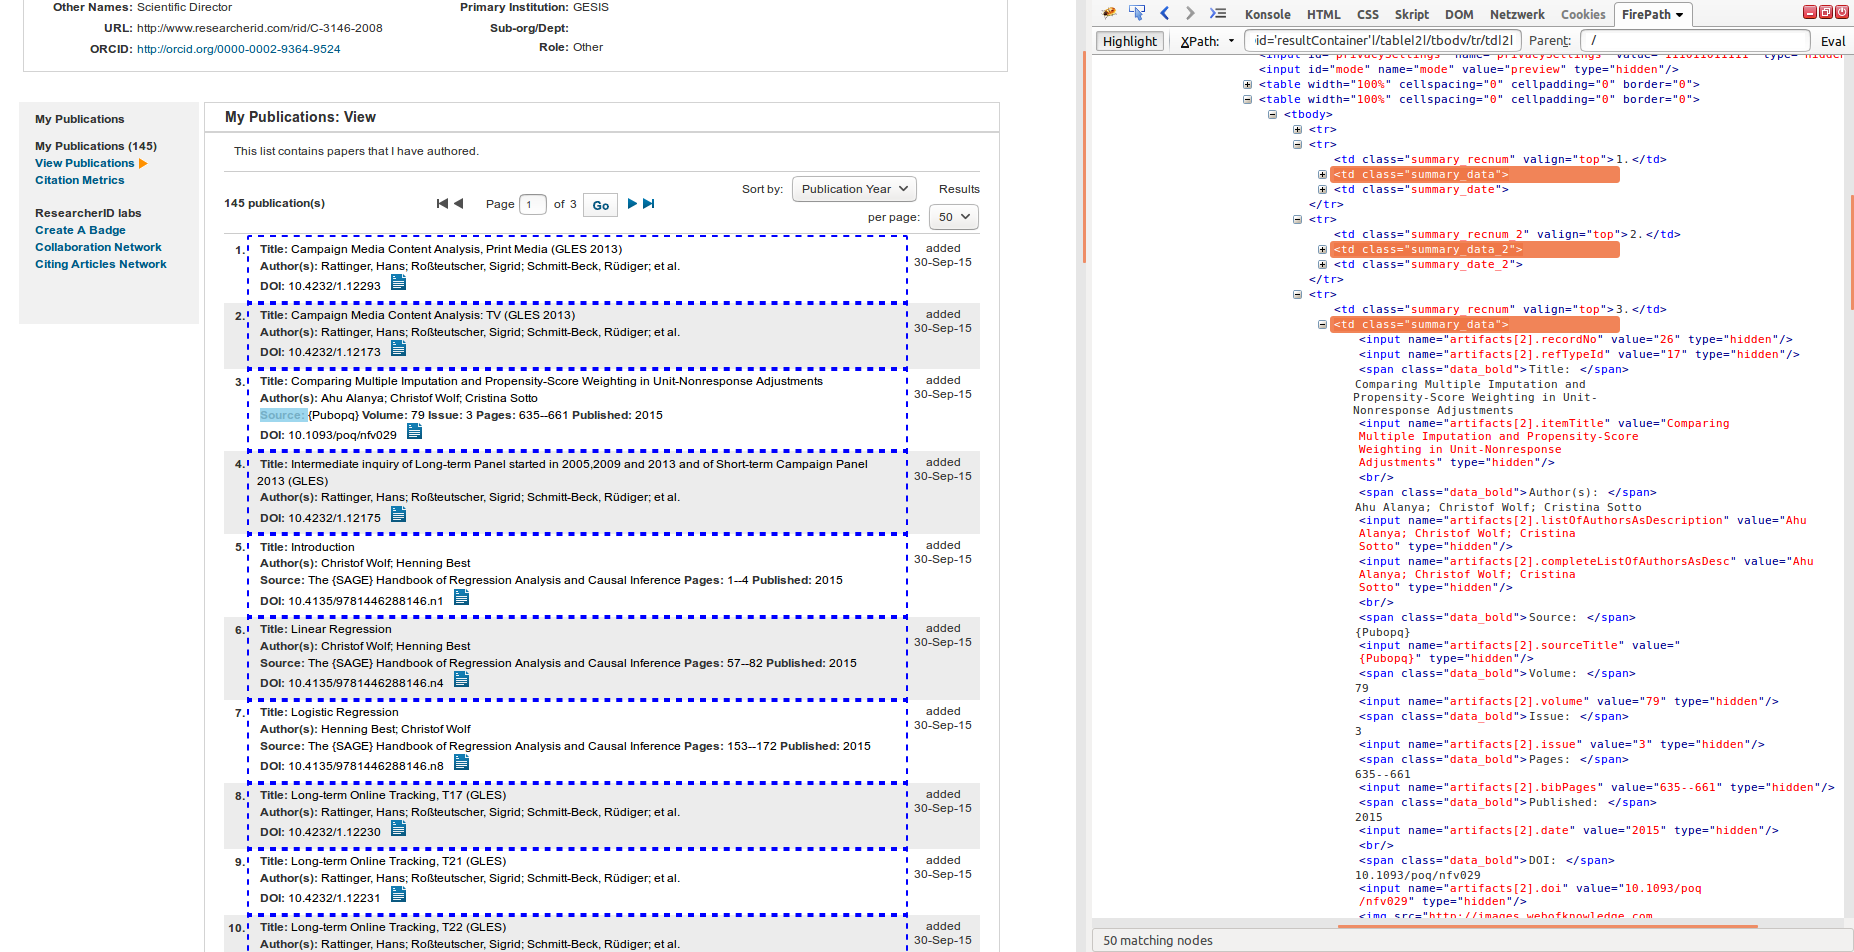 Other Names: Scientific Director
Primary Institution: GESIS
URL: http://www.researcherid.com/rid/C-3146-2008
Sub-org/Dept:
ORCID: http://orcid.org/0000-0002-9364-9524
Role: Other
My Publications
My Publications (145)
View Publications
Citation Metrics
ResearcherID labs
Create A Badge
Collaboration Network
Citing Articles Network
My Publications: View
This list contains papers that I have authored.
145 publication(s)
Page 1 of 3 Go
Sort by: Publication Year
Results
per page: 50
1. Title: Campaign Media Content Analysis, Print Media (GLES 2013)
Author(s): Rattinger, Hans; Roßteutscher, Sigrid; Schmitt-Beck, Rüdiger; et al.
DOI: 10.4232/1.12293
added
30-Sep-15
2. Title: Campaign Media Content Analysis: TV (GLES 2013)
Author(s): Rattinger, Hans; Roßteutscher, Sigrid; Schmitt-Beck, Rüdiger; et al.
DOI: 10.4232/1.12173
added
30-Sep-15
3. Title: Comparing Multiple Imputation and Propensity-Score Weighting in Unit-Nonresponse Adjustments
Author(s): Ahu Alanya; Christof Wolf; Cristina Sotto
Source: {Pubopq} Volume: 79 Issue: 3 Pages: 635--661 Published: 2015
DOI: 10.1093/poq/nfv029
added
30-Sep-15
4. Title: Intermediate inquiry of Long-term Panel started in 2005,2009 and 2013 and of Short-term Campaign Panel
2013 (GLES)
Author(s): Rattinger, Hans; Roßteutscher, Sigrid; Schmitt-Beck, Rüdiger; et al.
DOI: 10.4232/1.12175
added
30-Sep-15
5. Title: Introduction
Author(s): Christof Wolf; Henning Best
Source: The {SAGE} Handbook of Regression Analysis and Causal Inference Pages: 1--4 Published: 2015
DOI: 10.4135/9781446288146.n1
added
30-Sep-15
6. Title: Linear Regression
Author(s): Christof Wolf; Henning Best
Source: The {SAGE} Handbook of Regression Analysis and Causal Inference Pages: 57--82 Published: 2015
DOI: 10.4135/9781446288146.n4
added
30-Sep-15
7. Title: Logistic Regression
Author(s): Henning Best; Christof Wolf
Source: The {SAGE} Handbook of Regression Analysis and Causal Inference Pages: 153--172 Published: 2015
DOI: 10.4135/9781446288146.n8
added
30-Sep-15
8. Title: Long-term Online Tracking, T17 (GLES)
Author(s): Rattinger, Hans; Roßteutscher, Sigrid; Schmitt-Beck, Rüdiger; et al.
DOI: 10.4232/1.12230
added
30-Sep-15
9. Title: Long-term Online Tracking, T21 (GLES)
Author(s): Rattinger, Hans; Roßteutscher, Sigrid; Schmitt-Beck, Rüdiger; et al.
DOI: 10.4232/1.12231
added
30-Sep-15
10. Title: Long-term Online Tracking, T22 (GLES)
Author(s): Rattinger, Hans; Roßteutscher, Sigrid; Schmitt-Beck, Rüdiger; et al.
added
30-Sep-15
Konsole HTML CSS Skript DOM Netzwerk Cookies FirePath
Highlight XPath: id='resultContainer']/table[2]/tbody/tr/td[2] Parent: / Eval
<input id="privacySettings" name="privacySettings" value="111011011111" type="hidden"
<input id="mode" name="mode" value="preview" type="hidden"/>
<table width="100%" cellspacing="0" cellpadding="0" border="0">
<table width="100%" cellspacing="0" cellpadding="0" border="0">
<tbody>
<tr>
<tr>
<td class="summary_recnum" valign="top">1.</td>
<td class="summary_data">
<td class="summary_date">
</tr>
<tr>
<td class="summary_recnum_2" valign="top">2.</td>
<td class="summary_data_2">
<td class="summary_date_2">
</tr>
<tr>
<td class="summary_recnum" valign="top">3.</td>
<td class="summary_data">
<input name="artifacts[2].recordNo" value="26" type="hidden"/>
<input name="artifacts[2].refTypeId" value="17" type="hidden"/>
<span class="data_bold">Title: </span>
Comparing Multiple Imputation and
Propensity-Score Weighting in Unit-
Nonresponse Adjustments
<input name="artifacts[2].itemTitle" value="Comparing
Multiple Imputation and Propensity-Score
Weighting in Unit-Nonresponse
Adjustments" type="hidden"/>
<br/>
<span class="data_bold">Author(s): </span>
Ahu Alanya; Christof Wolf; Cristina Sotto
<input name="artifacts[2].listOfAuthorsAsDescription" value="Ahu
Alanya; Christof Wolf; Cristina
Sotto" type="hidden"/>
<input name="artifacts[2].completeListOfAuthorsAsDesc" value="Ahu
Alanya; Christof Wolf; Cristina
Sotto" type="hidden"/>
<br/>
<span class="data_bold">Source: </span>
{Pubopq}
<input name="artifacts[2].sourceTitle" value="
{Pubopq}" type="hidden"/>
<span class="data_bold">Volume: </span>
79
<input name="artifacts[2].volume" value="79" type="hidden"/>
<span class="data_bold">Issue: </span>
3
<input name="artifacts[2].issue" value="3" type="hidden"/>
<span class="data_bold">Pages: </span>
635--661
<input name="artifacts[2].bibPages" value="635--661" type="hidden"/>
<span class="data_bold">Published: </span>
2015
<input name="artifacts[2].date" value="2015" type="hidden"/>
<br/>
<span class="data_bold">DOI: </span>
10.1093/poq/nfv029
<input name="artifacts[2].doi" value="10.1093/poq
/nfv029" type="hidden"/>
<img src="http://images.webofknowledge.com
50 matching nodes